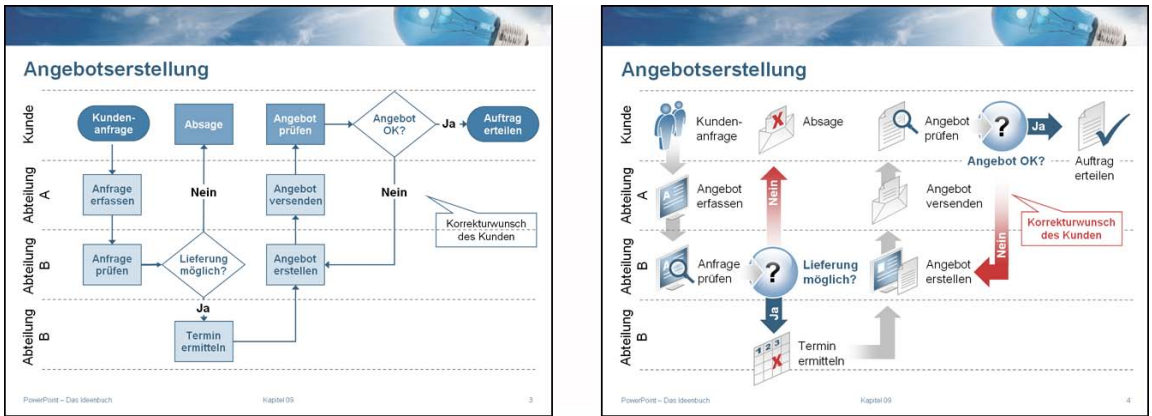 Angebotserstellung
Kunde
Kunden-
anfrage
Absage
Angebot
prüfen
Angebot
OK?
Ja
Auftrag
erteilen
Abteilung
A
Anfrage
erfassen
Nein
Angebot
versenden
Nein
Korrekturwunsch
des Kunden
Abteilung
B
Anfrage
prüfen
Lieferung
möglich?
Angebot
erstellen
Ja
Abteilung
B
Termin
ermitteln
PowerPoint – Das Ideenbuch
Kapitel 09
3
Angebotserstellung
Kunde
Kunden-
anfrage
Absage
Angebot
prüfen
?
Ja
Angebot OK?
Auftrag
erteilen
Abteilung
A
A
Angebot
erfassen
Nein
Angebot
versenden
Korrekturwunsch
des Kunden
Nein
Abteilung
B
Anfrage
prüfen
?
Lieferung
möglich?
Angebot
erstellen
Ja
Abteilung
B
1 2 3
Termin
ermitteln
PowerPoint – Das Ideenbuch
Kapitel 09
4